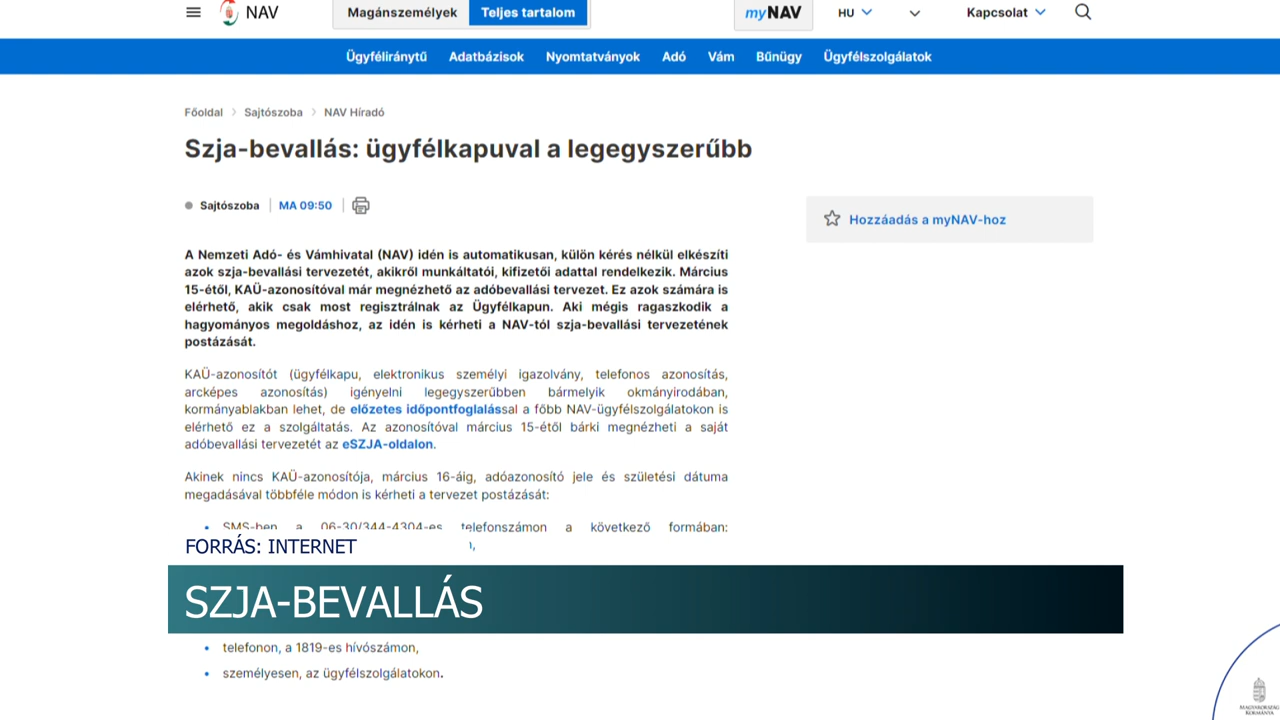 NAV
Magánszemélyek
Teljes tartalom
myNAV
HU
Kapcsolat
Ügyféliránytű
Adatbázisok
Nyomtatványok
Adó
Vám
Bűnügy
Ügyfélszolgálatok
Főoldal
Sajtószoba
NAV Híradó
Szja-bevallás: ügyfélkapuval a legegyszerűbb
Sajtószoba
MA 09:50
Hozzáadás a myNAV-hoz
A Nemzeti Adó- és Vámhivatal (NAV) idén is automatikusan, külön kérés nélkül elkészíti
azok szja-bevallási tervezetét, akikről munkáltatói, kifizetői adattal rendelkezik. Március
15-étől, KAÜ-azonosítóval már megnézhető az adóbevallási tervezet. Ez azok számára is
elérhető, akik csak most regisztrálnak az Ügyfélkapun. Aki mégis ragaszkodik a
hagyományos megoldáshoz, az idén is kérheti a NAV-tól szja-bevallási tervezetének
postázását.
KAÜ-azonosítót (ügyfélkapu, elektronikus személyi igazolvány, telefonos azonosítás,
arcképes azonosítás) igényelni legegyszerűbben bármelyik okmányirodában,
kormányablakban lehet, de előzetes időpontfoglalással a főbb NAV-ügyfélszolgálatokon is
elérhető ez a szolgáltatás. Az azonosítóval március 15-étől bárki megnézheti a saját
adóbevallási tervezetét az eSZJA-oldalon.
Akinek nincs KAÜ-azonosítója, március 16-áig, adóazonosító jele és születési dátuma
megadásával többféle módon is kérheti a tervezet postázását:
SMS-ben a 06-30/344-4304-es telefonszámon a következő formában:
FORRÁS: INTERNET
SZJA-BEVALLÁS
telefonon, a 1819-es hívószámon,
személyesen, az ügyfélszolgálatokon.
MAGYARORSZÁG
KORMÁNYA